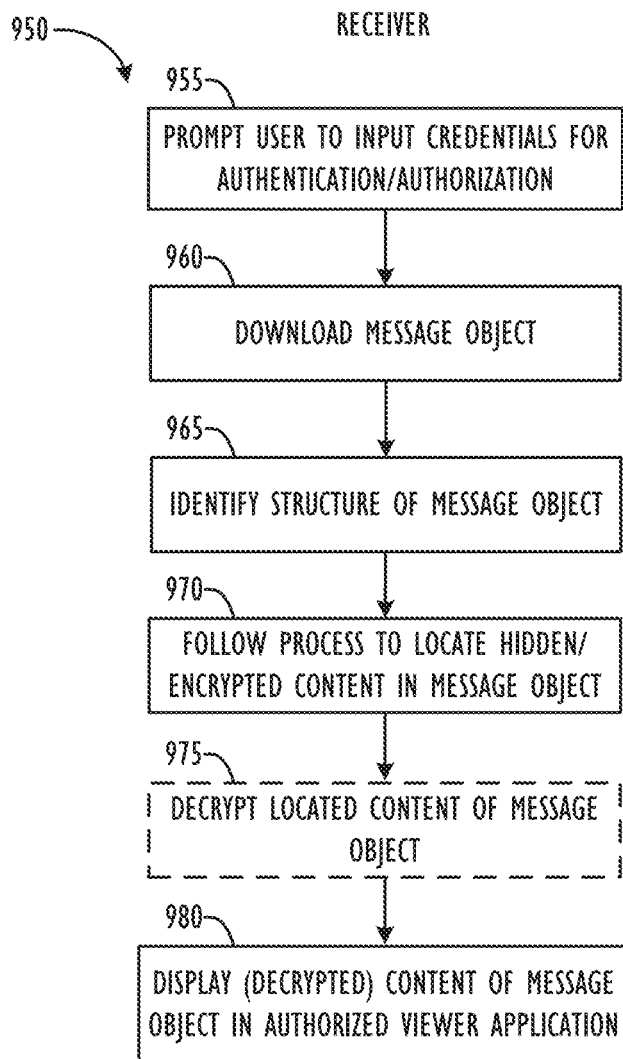 950
RECEIVER
955
PROMPT USER TO INPUT CREDENTIALS FOR
AUTHENTICATION/AUTHORIZATION
960
DOWNLOAD MESSAGE OBJECT
965
IDENTIFY STRUCTURE OF MESSAGE OBJECT
970
FOLLOW PROCESS TO LOCATE HIDDEN/
ENCRYPTED CONTENT IN MESSAGE OBJECT
975
DECRYPT LOCATED CONTENT OF MESSAGE
OBJECT
980
DISPLAY (DECRYPTED) CONTENT OF MESSAGE
OBJECT IN AUTHORIZED VIEWER APPLICATION